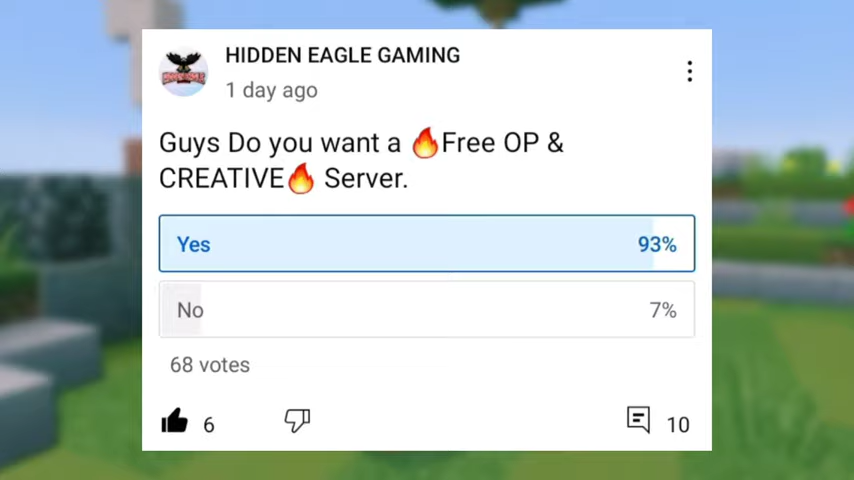 HIDDEN EAGLE GAMING
1 day ago
Guys Do you want a 🔥Free OP &
CREATIVE🔥 Server.
Yes 93%
No 7%
68 votes
6 10